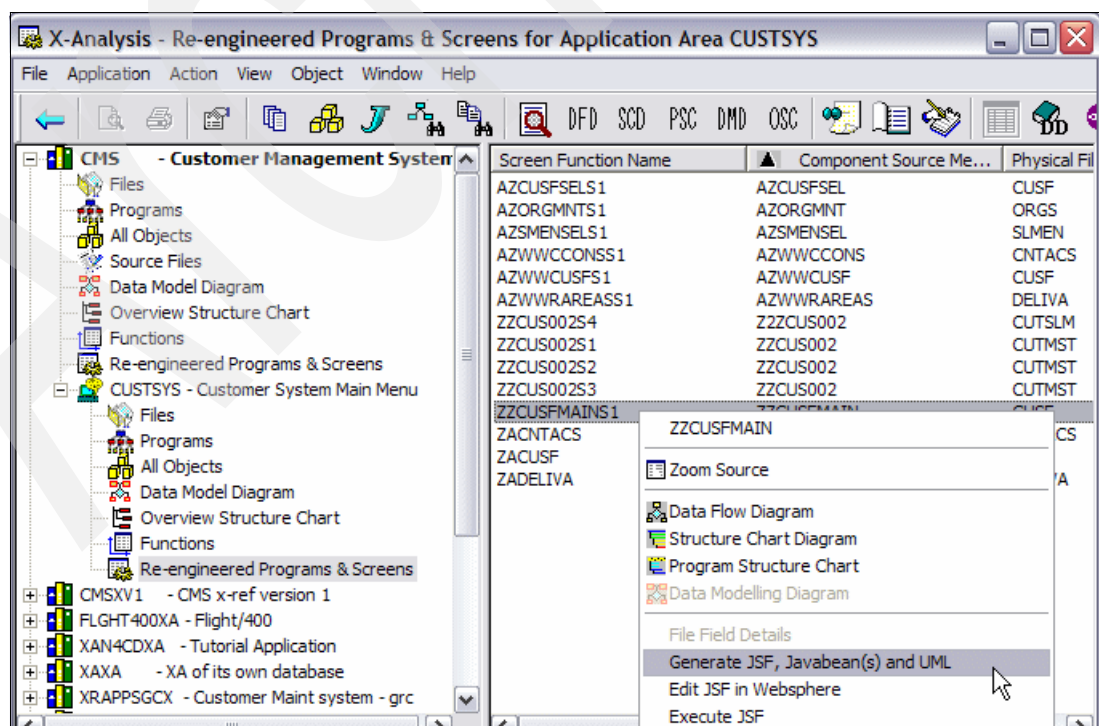 X-Analysis - Re-engineered Programs & Screens for Application Area CUSTSYS
File Application Action View Object Window Help
DFD SCD PSC DMD OSC
CMS - Customer Management System
Files
Programs
All Objects
Source Files
Data Model Diagram
Overview Structure Chart
Functions
Re-engineered Programs & Screens
CUSTSYS - Customer System Main Menu
Files
Programs
All Objects
Data Model Diagram
Overview Structure Chart
Functions
Re-engineered Programs & Screens
CMSXV1 - CMS x-ref version 1
FLGHT400XA - Flight/400
XAN4CDXA - Tutorial Application
XAXA - XA of its own database
XRAPPSGCX - Customer Maint system - grc
Screen Function Name Component Source Me... Physical Fil
AZCUSFSELS1 AZCUSFSEL CUSF
AZORGMNTS1 AZORGMNT ORGS
AZSMENSELS1 AZSMENSEL SLMEN
AZWWCCONSS1 AZWWCCONS CNTACS
AZWWCUSFS1 AZWWCUSF CUSF
AZWWRAREASS1 AZWWRAREAS DELIVA
ZZCUS002S4 Z2ZCUS002 CUTSLM
ZZCUS002S1 ZZCUS002 CUTMST
ZZCUS002S2 ZZCUS002 CUTMST
ZZCUS002S3 ZZCUS002 CUTMST
ZZCUSFMAINS1 ZZCUSFMAIN CUSF
ZACNTACS CS
ZACUSF
ZADELIVA A
ZZCUSFMAIN
Zoom Source
Data Flow Diagram
Structure Chart Diagram
Program Structure Chart
Data Modelling Diagram
File Field Details
Generate JSF, Javabean(s) and UML
Edit JSF in Websphere
Execute JSF